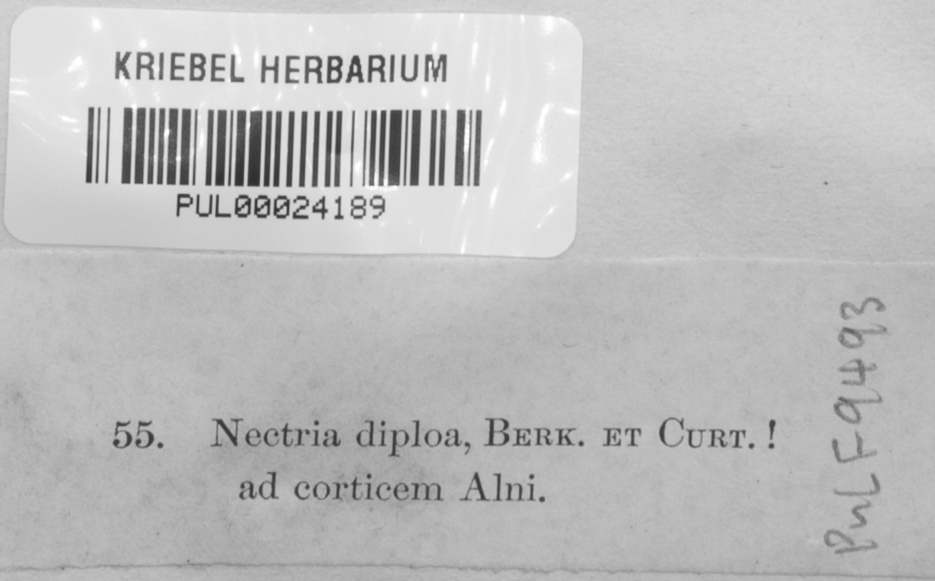 KRIEBEL HERBARIUM
PUL00024189
55. Nectria diploa, BERK. ET CURT. !
ad corticem Alni.
PuL F9493